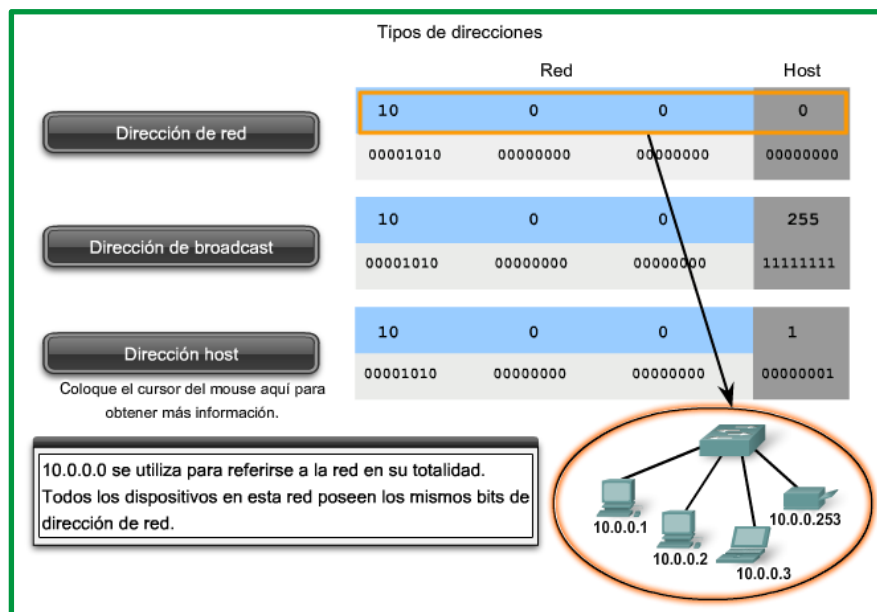 Tipos de direcciones
Red Host
Dirección de red
10 0 0 0
00001010 00000000 00000000 00000000
Dirección de broadcast
10 0 0 255
00001010 00000000 00000000 11111111
Dirección host
10 0 0 1
00001010 00000000 00000000 00000001
Coloque el cursor del mouse aquí para
obtener más información.
10.0.0.0 se utiliza para referirse a la red en su totalidad.
Todos los dispositivos en esta red poseen los mismos bits de
dirección de red.
10.0.0.1
10.0.0.2
10.0.0.3
10.0.0.253